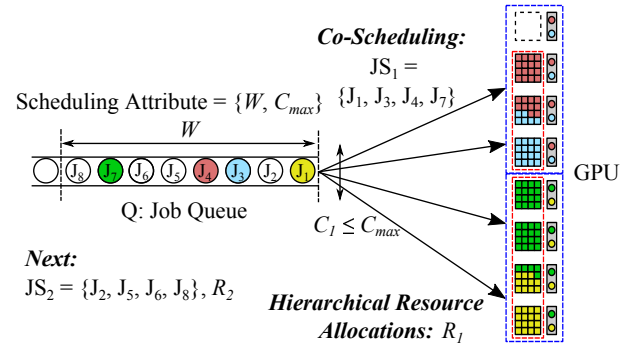 Co-Scheduling:
JS1 =
{J1, J3, J4, J7}
Scheduling Attribute = {W, Cmax}
W
J8 J7 J6 J5 J4 J3 J2 J1
GPU
Q: Job Queue
C1 ≤ Cmax
Next:
JS2 = {J2, J5, J6, J8}, R2
Hierarchical Resource
Allocations: R1